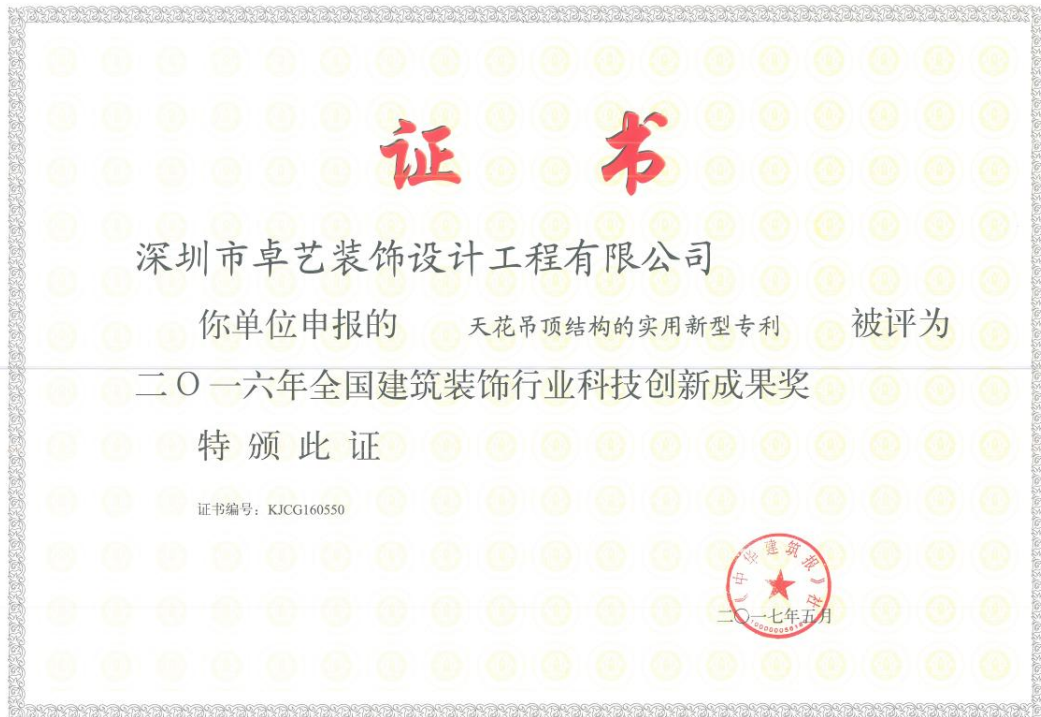 证 书
深圳市卓艺装饰设计工程有限公司
你单位申报的 天花吊顶结构的实用新型专利 被评为
二O一六年全国建筑装饰行业科技创新成果奖
特 颁 此 证
证书编号：KJCG160550
《中华建筑报》社
二〇一七年五月